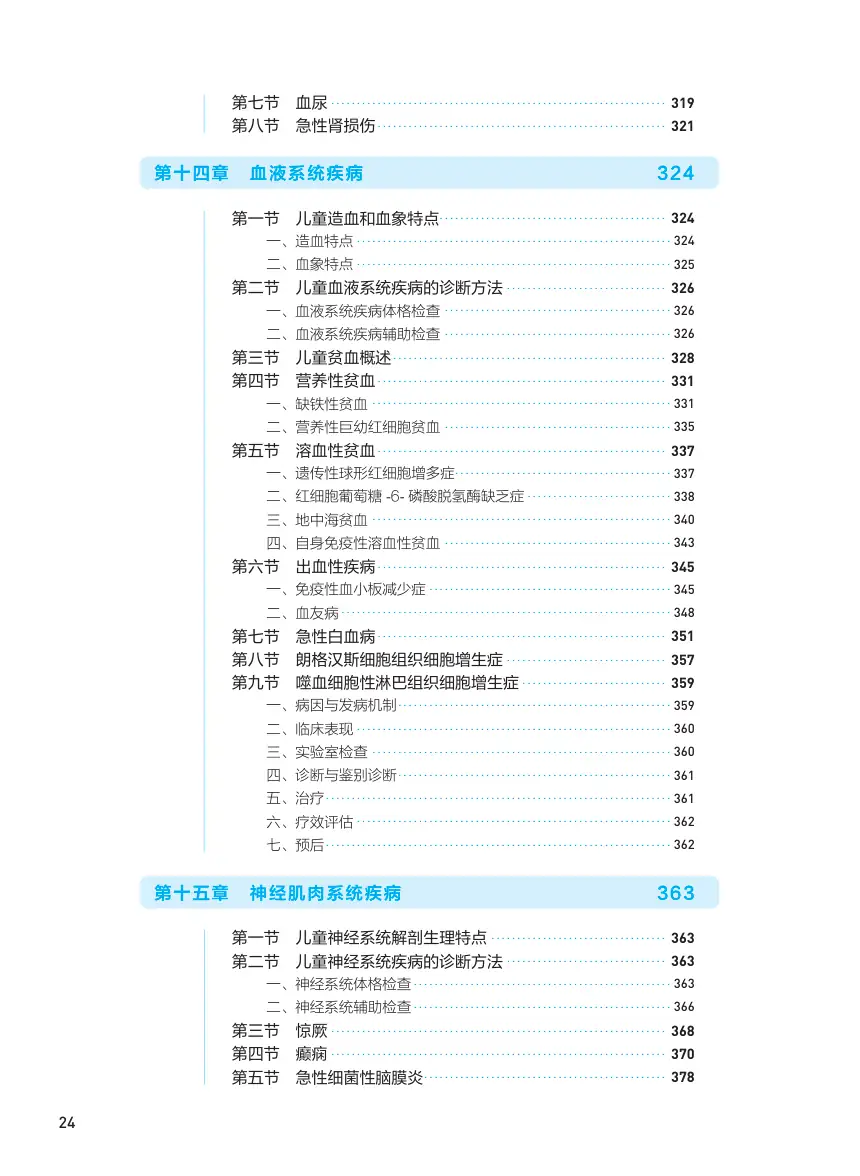 第七节 血尿 319
第八节 急性肾损伤 321
第十四章 血液系统疾病 324
第一节 儿童造血和血象特点 324
一、造血特点 324
二、血象特点 325
第二节 儿童血液系统疾病的诊断方法 326
一、血液系统疾病体格检查 326
二、血液系统疾病辅助检查 326
第三节 儿童贫血概述 328
第四节 营养性贫血 331
一、缺铁性贫血 331
二、营养性巨幼红细胞贫血 335
第五节 溶血性贫血 337
一、遗传性球形红细胞增多症 337
二、红细胞葡萄糖 -6- 磷酸脱氢酶缺乏症 338
三、地中海贫血 340
四、自身免疫性溶血性贫血 343
第六节 出血性疾病 345
一、免疫性血小板减少症 345
二、血友病 348
第七节 急性白血病 351
第八节 朗格汉斯细胞组织细胞增生症 357
第九节 噬血细胞性淋巴组织细胞增生症 359
一、病因与发病机制 359
二、临床表现 360
三、实验室检查 360
四、诊断与鉴别诊断 361
五、治疗 361
六、疗效评估 362
七、预后 362
第十五章 神经肌肉系统疾病 363
第一节 儿童神经系统解剖生理特点 363
第二节 儿童神经系统疾病的诊断方法 363
一、神经系统体格检查 363
二、神经系统辅助检查 366
第三节 惊厥 368
第四节 癫痫 370
第五节 急性细菌性脑膜炎 378
24